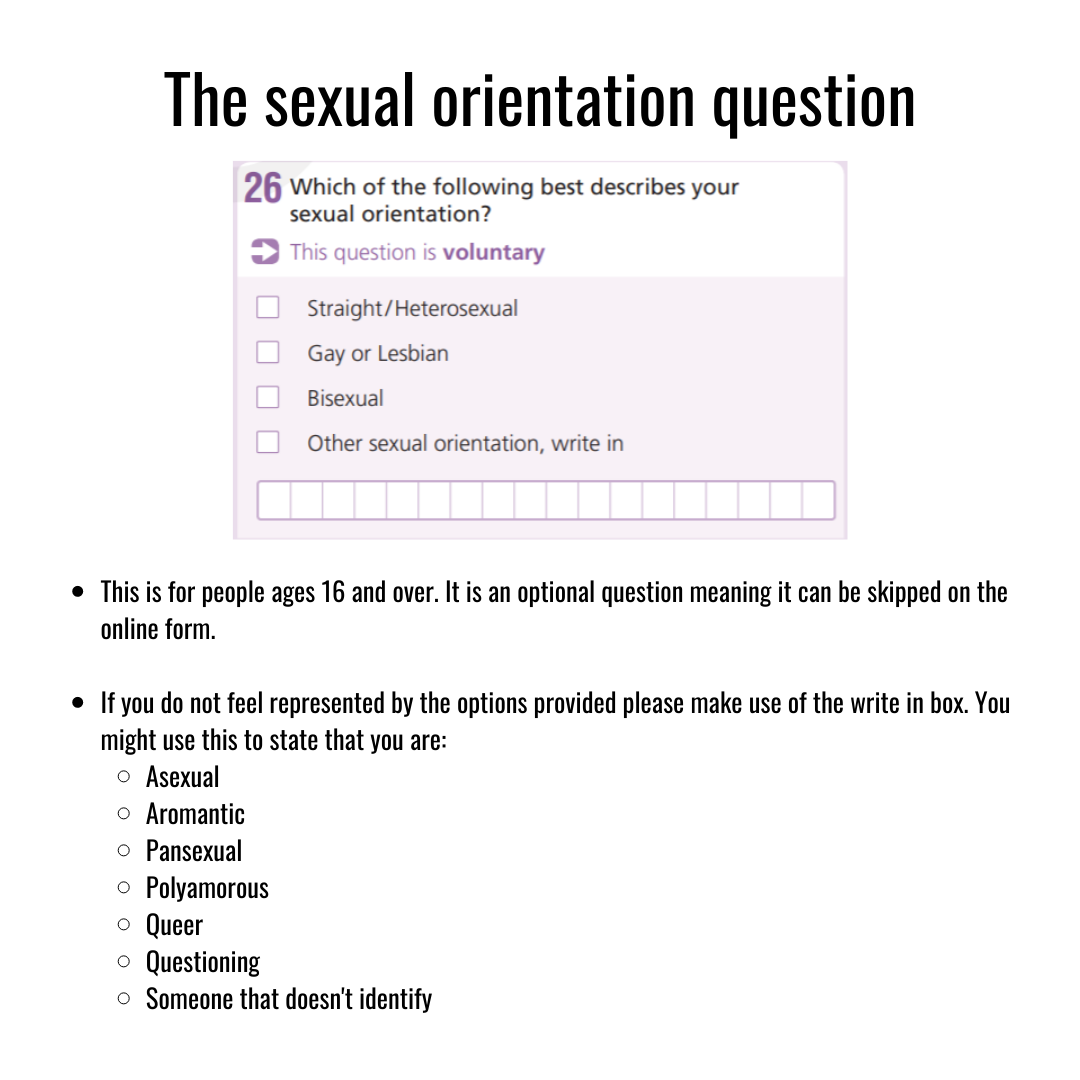 The sexual orientation question
26 Which of the following best describes your
sexual orientation?
This question is voluntary
Straight/Heterosexual
Gay or Lesbian
Bisexual
Other sexual orientation, write in
This is for people ages 16 and over. It is an optional question meaning it can be skipped on the
online form.
If you do not feel represented by the options provided please make use of the write in box. You
might use this to state that you are:
Asexual
Aromantic
Pansexual
Polyamorous
Queer
Questioning
Someone that doesn't identify